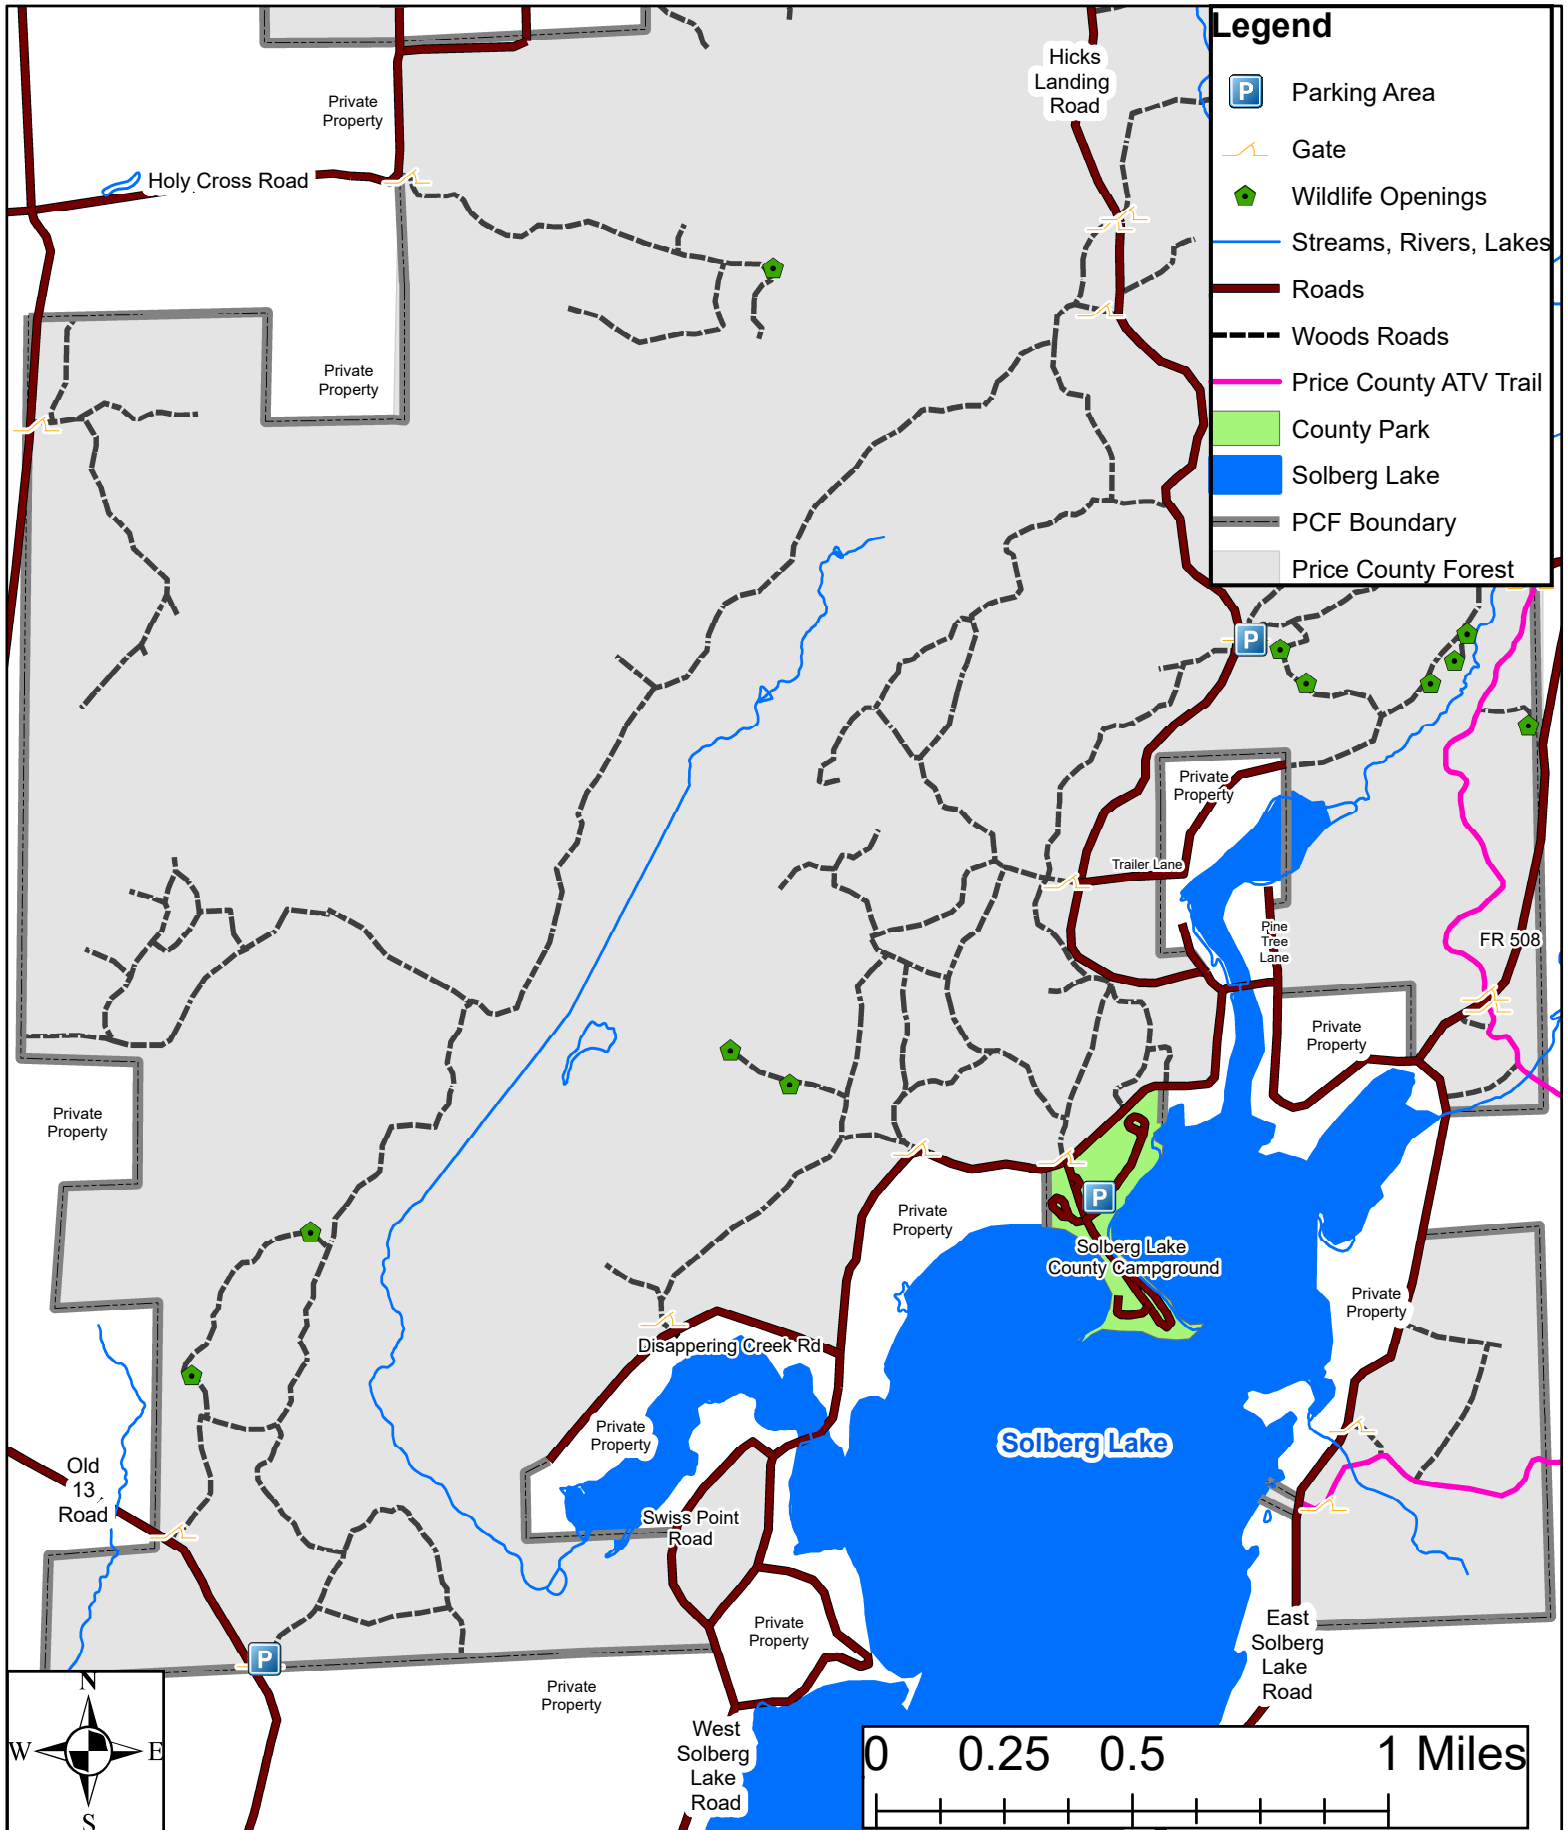 Legend
P
Parking Area
Gate
Wildlife Openings
Streams, Rivers, Lakes
Roads
Woods Roads
Price County ATV Trail
County Park
Solberg Lake
PCF Boundary
Price County Forest
Hicks
Landing
Road
Private
Property
Holy Cross Road
Private
Property
P
Private
Property
Trailer Lane
Pine
Tree
Lane
FR 508
Private
Property
Private
Property
P
Private
Property
Solberg Lake
County Campground
Private
Property
Disappering Creek Rd
Private
Property
Solberg Lake
Old
13
Road
Swiss Point
Road
Private
Property
East
Solberg
Lake
Road
P
Private
Property
West
Solberg
Lake
Road
N
W
E
S
0
0.25
0.5
1 Miles